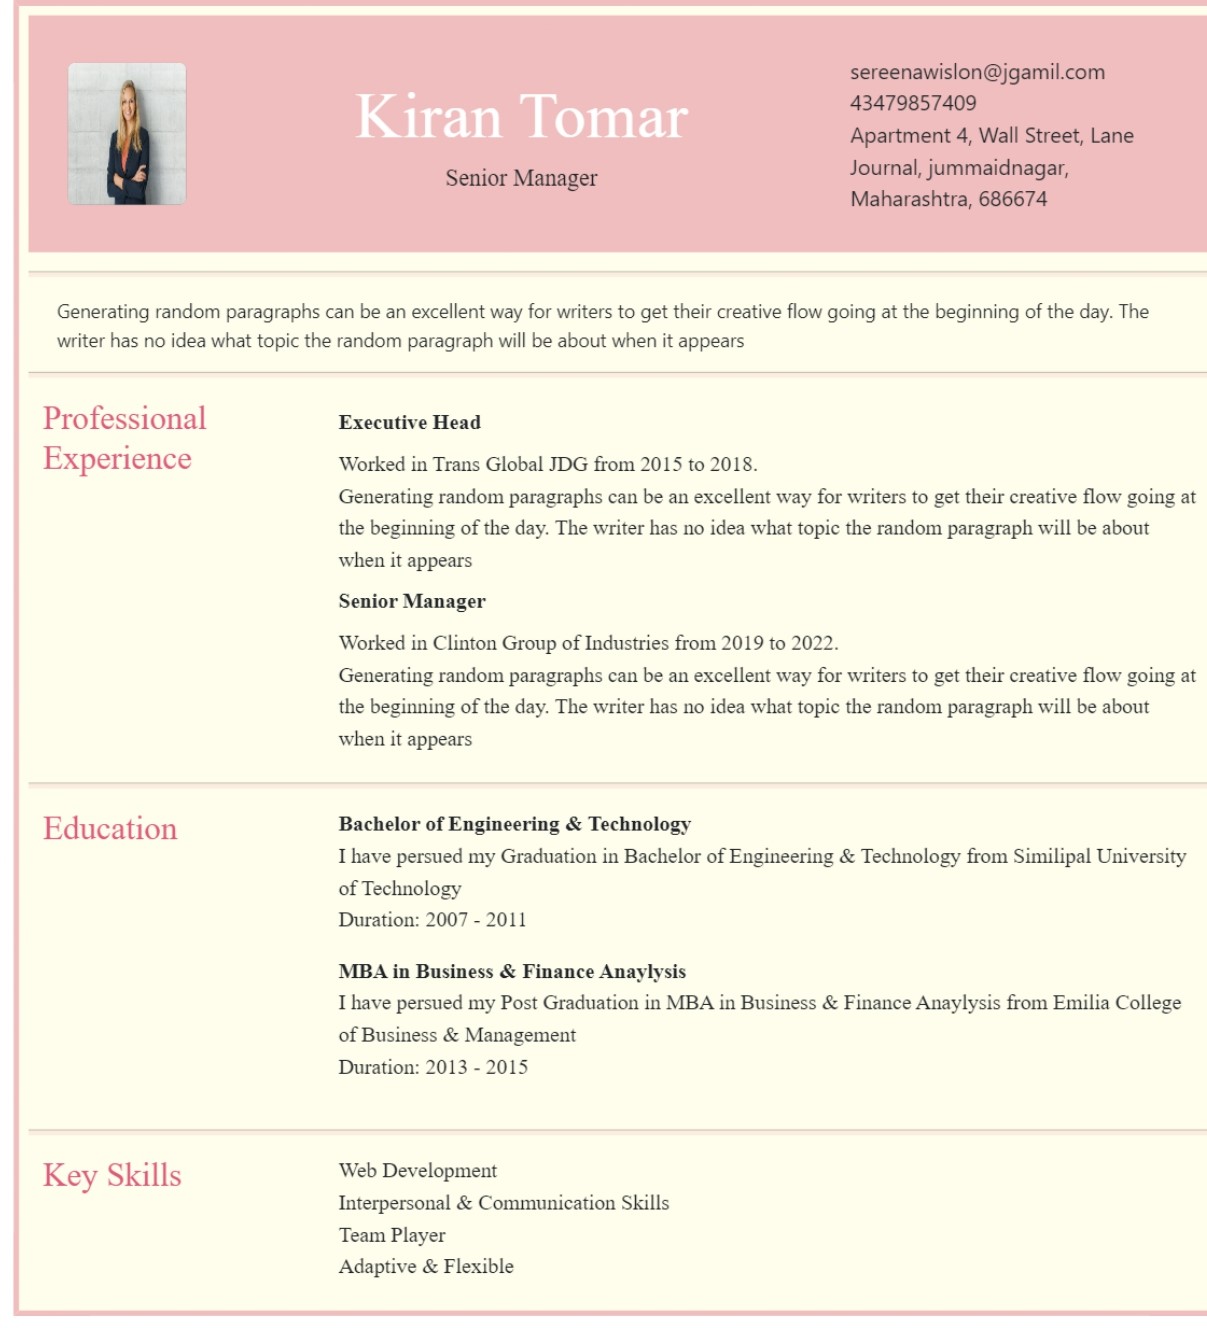 Kiran Tomar
Senior Manager
sereenawislon@jgamil.com
43479857409
Apartment 4, Wall Street, Lane
Journal, jummaidnagar,
Maharashtra, 686674
Generating random paragraphs can be an excellent way for writers to get their creative flow going at the beginning of the day. The
writer has no idea what topic the random paragraph will be about when it appears
Professional
Experience
Executive Head
Worked in Trans Global JDG from 2015 to 2018.
Generating random paragraphs can be an excellent way for writers to get their creative flow going at
the beginning of the day. The writer has no idea what topic the random paragraph will be about
when it appears
Senior Manager
Worked in Clinton Group of Industries from 2019 to 2022.
Generating random paragraphs can be an excellent way for writers to get their creative flow going at
the beginning of the day. The writer has no idea what topic the random paragraph will be about
when it appears
Education
Bachelor of Engineering & Technology
I have persued my Graduation in Bachelor of Engineering & Technology from Similipal University
of Technology
Duration: 2007 - 2011
MBA in Business & Finance Anaylysis
I have persued my Post Graduation in MBA in Business & Finance Anaylysis from Emilia College
of Business & Management
Duration: 2013 - 2015
Key Skills
Web Development
Interpersonal & Communication Skills
Team Player
Adaptive & Flexible